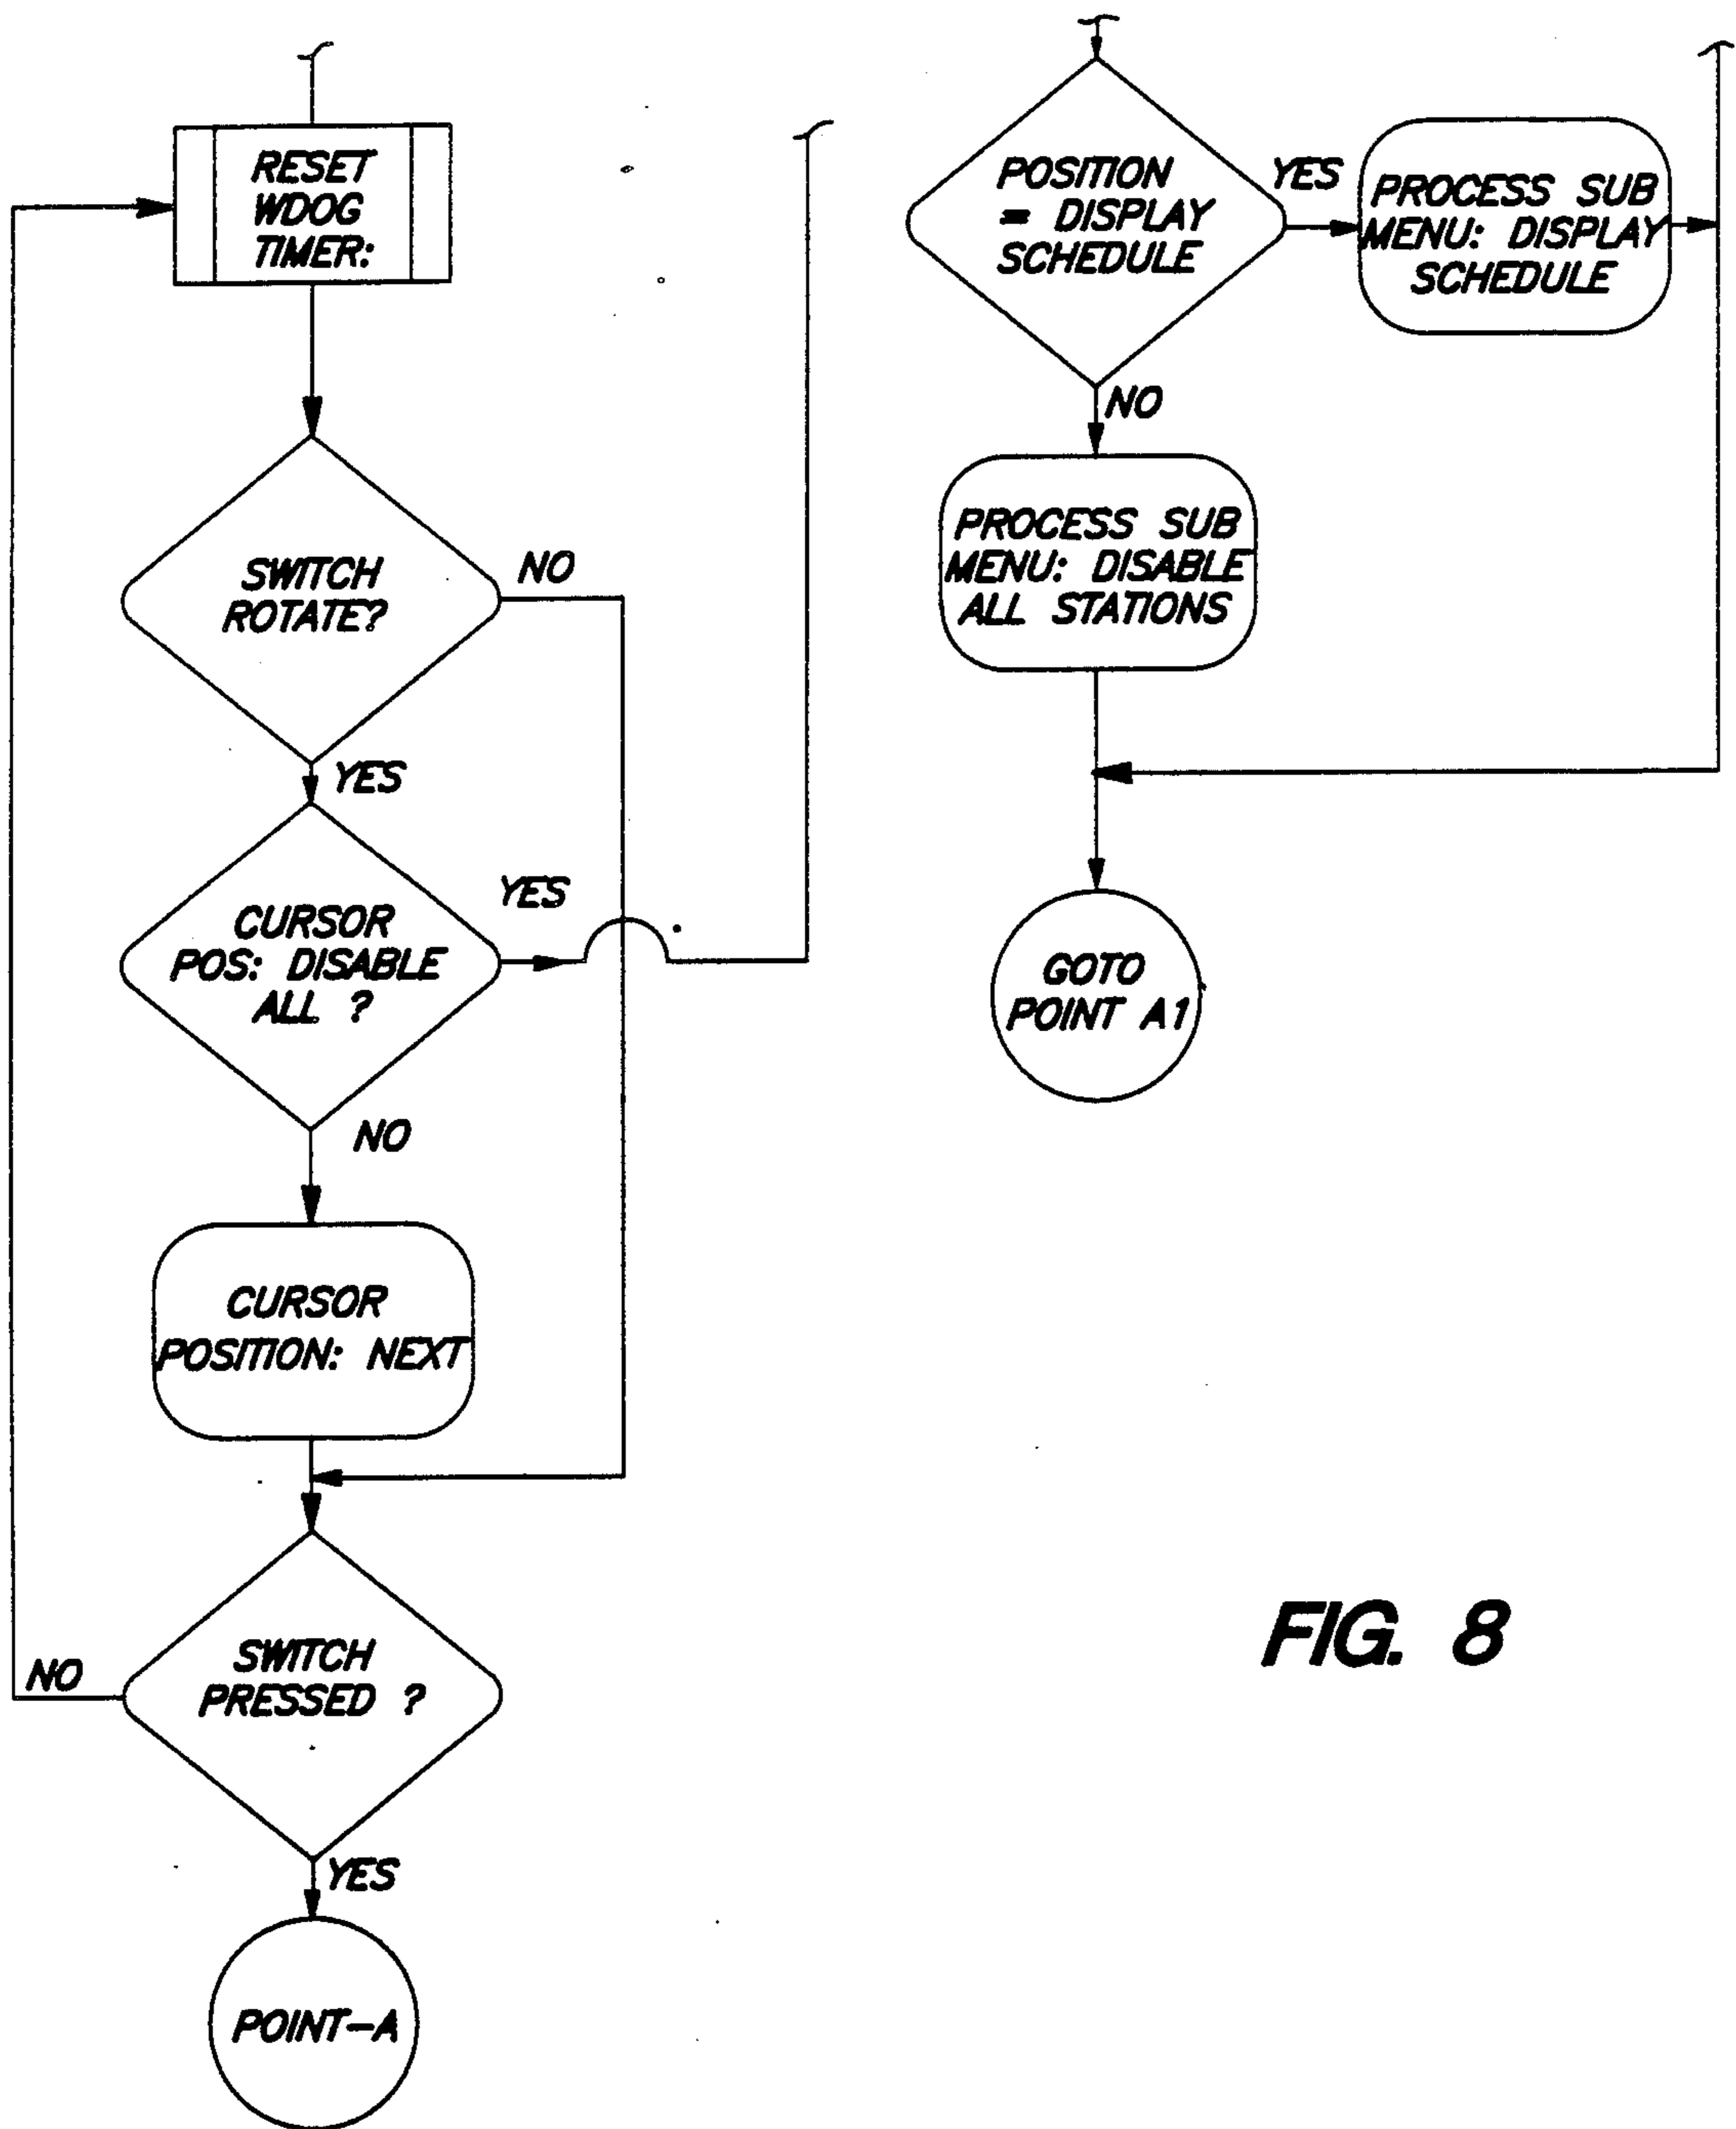 RESET
WDOG
TIMER:
SWITCH
ROTATE?
NO
YES
CURSOR
POS: DISABLE
ALL ?
YES
NO
CURSOR
POSITION: NEXT
SWITCH
PRESSED ?
NO
YES
POINT-A
POSITION
= DISPLAY
SCHEDULE
YES
PROCESS SUB
MENU: DISPLAY
SCHEDULE
NO
PROCESS SUB
MENU: DISABLE
ALL STATIONS
GOTO
POINT A1
FIG. 8